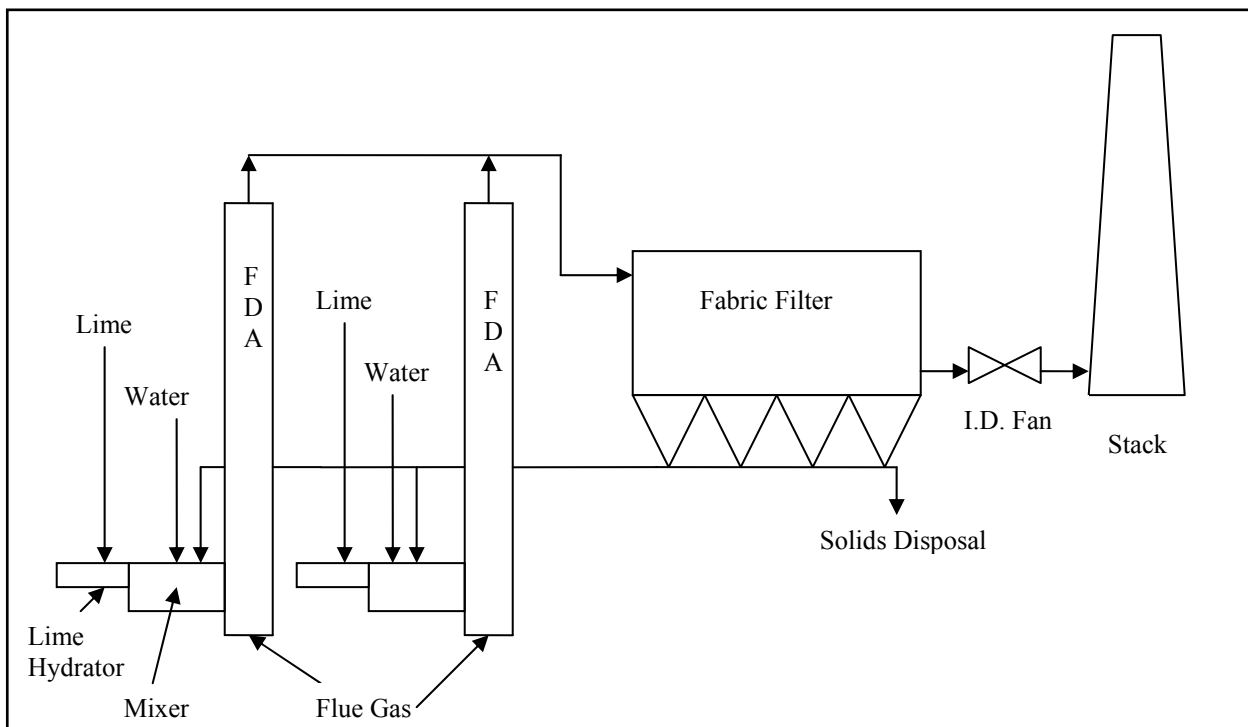 F
D
A
F
D
A
Lime
Lime
Water
Water
Fabric Filter
I.D. Fan
Stack
Solids Disposal
Lime
Hydrator
Mixer
Flue Gas